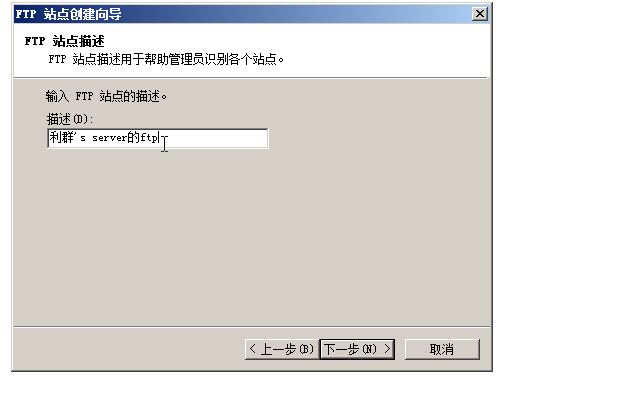 FTP 站点创建向导
FTP 站点描述
FTP 站点描述用于帮助管理员识别各个站点。
输入 FTP 站点的描述。
描述(D):
利群's server的ftp
< 上一步(B) 下一步(N) > 取消